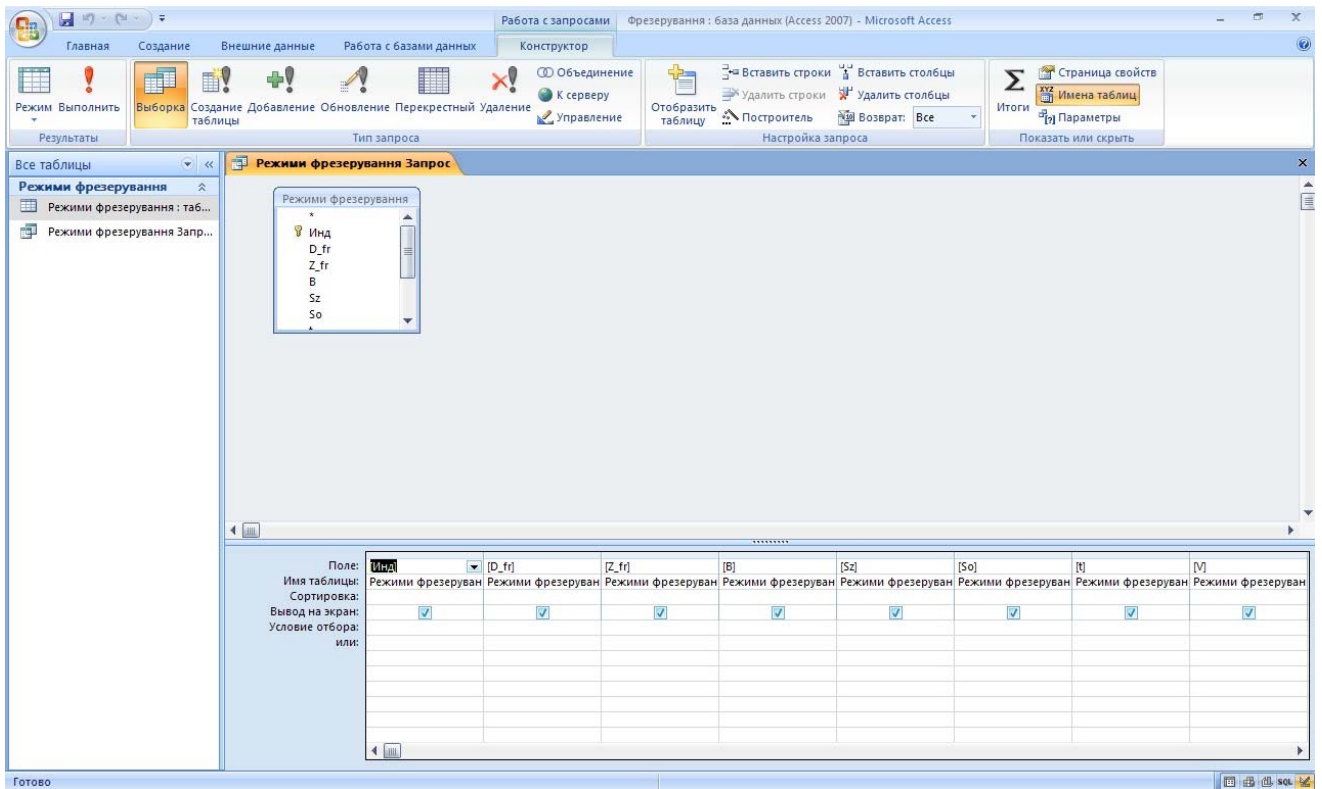 Работа с запросами Фрезерування : база данных (Access 2007) - Microsoft Access
Главная Создание Внешние данные Работа с базами данных Конструктор
Режим Выполнить
Результаты
Выборка Создание таблицы Добавление Обновление Перекрестный Удаление
Объединение
К серверу
Управление
Тип запроса
Отобразить таблицу
Вставить строки
Удалить строки
Построитель
Вставить столбцы
Удалить столбцы
Возврат: Все
Настройка запроса
Итоги
Страница свойств
Имена таблиц
Параметры
Показать или скрыть
Все таблицы
Режими фрезерування
Режими фрезерування : таб...
Режими фрезерування Запр...
Режими фрезерування Запрос
Режими фрезерування
*
Инд
D_fr
Z_fr
B
Sz
So
Поле: [Инд] [D_fr] [Z_fr] [B] [Sz] [So] [t] [V]
Имя таблицы: Режими фрезеруван Режими фрезеруван Режими фрезеруван Режими фрезеруван Режими фрезеруван Режими фрезеруван Режими фрезеруван Режими фрезеруван
Сортировка:
Вывод на экран:
Условие отбора:
или:
Готово
SQL